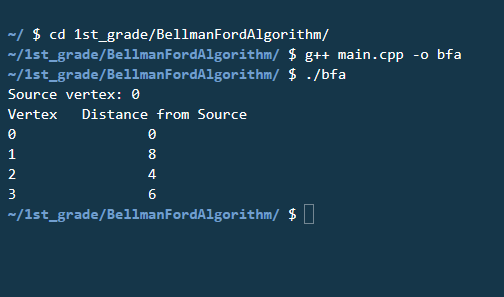 ~/ $ cd 1st_grade/BellmanFordAlgorithm/
~/1st_grade/BellmanFordAlgorithm/ $ g++ main.cpp -o bfa
~/1st_grade/BellmanFordAlgorithm/ $ ./bfa
Source vertex: 0
Vertex   Distance from Source
0                0
1                8
2                4
3                6
~/1st_grade/BellmanFordAlgorithm/ $